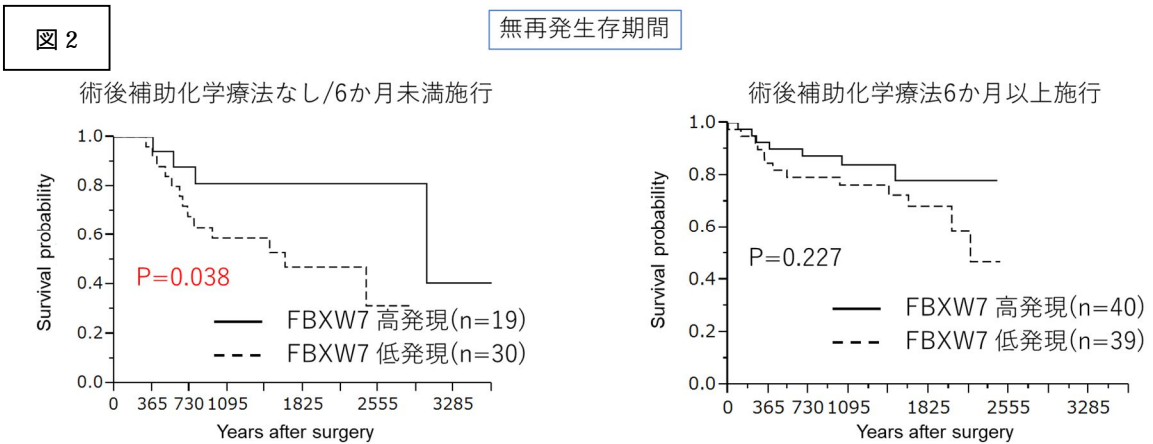 図２
無再発生存期間
術後補助化学療法なし/6か月未満施行
1.0
0.8
0.6
0.4
0.2
0.0
Survival probability
P=0.038
FBXW7 高発現(n=19)
FBXW7 低発現(n=30)
0 365 730 1095 1825 2555 3285
Years after surgery
術後補助化学療法6か月以上施行
1.0
0.8
0.6
0.4
0.2
0.0
Survival probability
P=0.227
FBXW7 高発現(n=40)
FBXW7 低発現(n=39)
0 365 730 1095 1825 2555 3285
Years after surgery